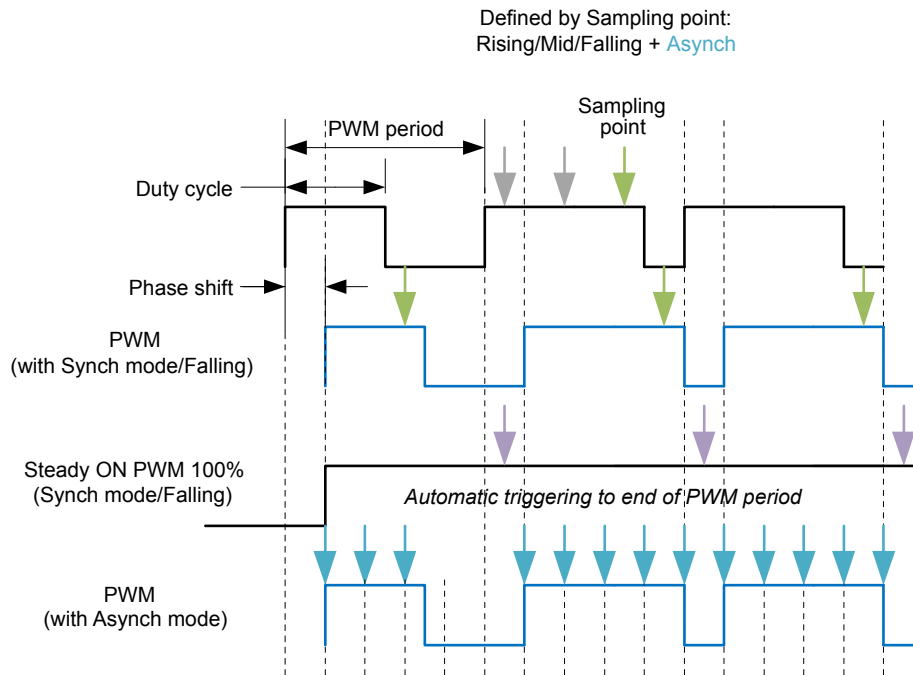 Defined by Sampling point:
Rising/Mid/Falling + Asynch
Sampling
point
PWM period
Duty cycle
Phase shift
PWM
(with Synch mode/Falling)
Steady ON PWM 100%
(Synch mode/Falling)
Automatic triggering to end of PWM period
PWM
(with Asynch mode)